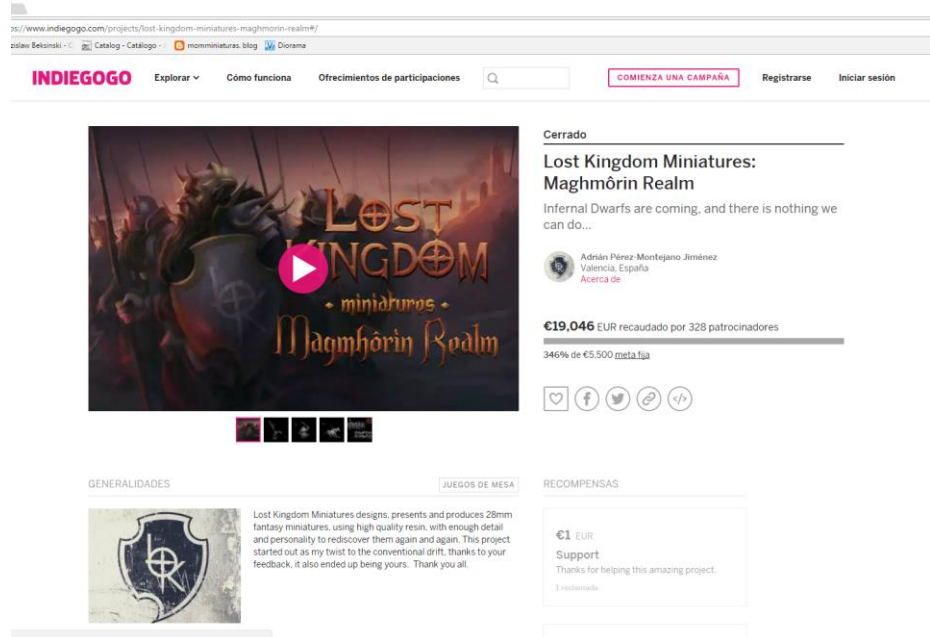 ps://www.indiegogo.com/projects/lost-kingdom-miniatures-maghmorin-realm#/
zislaw Beksinski - C
Catalog - Catálogo -
momminiaturas. blog
Diorama
INDIEGOGO
Explorar
Cómo funciona
Ofrecimientos de participaciones
COMIENZA UNA CAMPAÑA
Registrarse
Iniciar sesión
LOST
KINGDOM
- miniatures -
Magmhôrin Realm
Cerrado
Lost Kingdom Miniatures:
Maghmôrin Realm
Infernal Dwarfs are coming, and there is nothing we
can do...
Adrián Pérez-Montejano Jiménez
Valencia, España
Acerca de
€19,046 EUR recaudado por 328 patrocinadores
346% de €5.500 meta fija
GENERALIDADES
JUEGOS DE MESA
Lost Kingdom Miniatures designs, presents and produces 28mm
fantasy miniatures, using high quality resin, with enough detail
and personality to rediscover them again and again. This project
started out as my twist to the conventional drift, thanks to your
feedback, it also ended up being yours. Thank you all.
RECOMPENSAS
€1 EUR
Support
Thanks for helping this amazing project.
1 reclamada